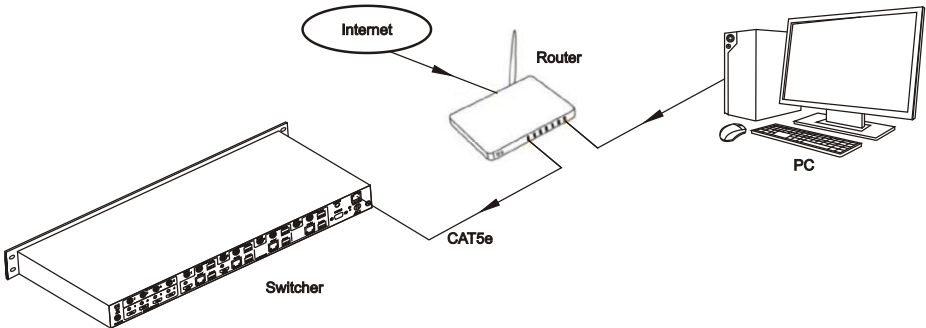 Internet
Router
PC
CAT5e
Switcher